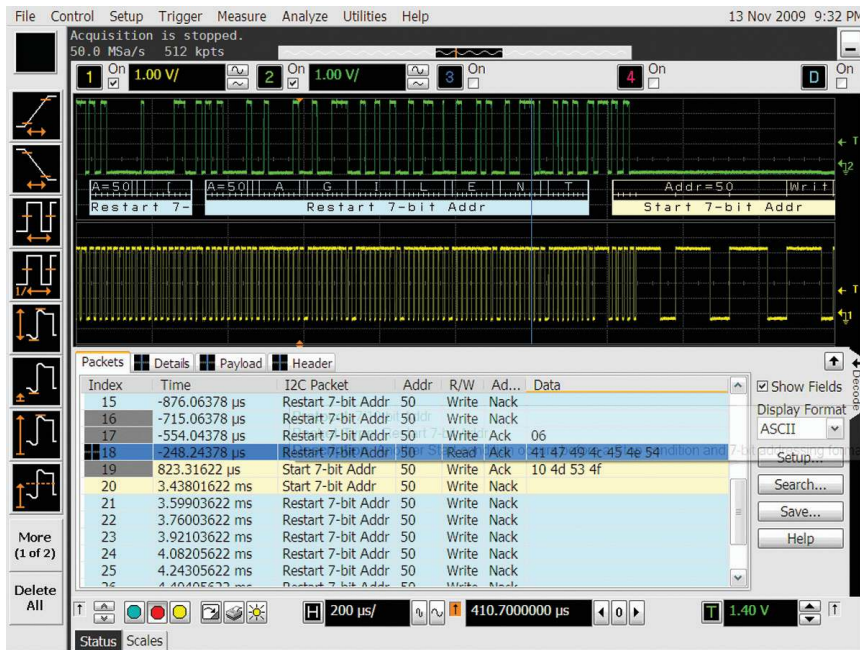 File Control Setup Trigger Measure Analyze Utilities Help 13 Nov 2009 9:32 PM
Acquisition is stopped.
50.0 MSa/s 512 kpts
1 On 1.00 V/ 2 On 1.00 V/ 3 On 4 On D On
T
2
A=50 I A=50 A G I L E N T Addr=50 Writ
Restart 7- Restart 7-bit Addr Start 7-bit Addr
1/4
T
1
Packets Details Payload Header
Decode
Index Time I2C Packet Addr R/W Ad... Data
Show Fields
15 -876.06378 µs Restart 7-bit Addr 50 Write Nack
Display Format
16 -715.06378 µs Restart 7-bit Addr 50 Write Nack
17 -554.04378 µs Restart 7-bit Addr 50 Write Ack 06
ASCII
18 -248.24378 µs Restart 7-bit Addr 50 Read Ack 41 47 49 4c 45 4e 54
Setup...
19 823.31622 µs Start 7-bit Addr 50 Write Ack 10 4d 53 4f
20 3.43801622 ms Start 7-bit Addr 50 Write Nack
Search...
21 3.59903622 ms Restart 7-bit Addr 50 Write Nack
Save...
22 3.76003622 ms Restart 7-bit Addr 50 Write Nack
23 3.92103622 ms Restart 7-bit Addr 50 Write Nack
Help
24 4.08205622 ms Restart 7-bit Addr 50 Write Nack
25 4.24305622 ms Restart 7-bit Addr 50 Write Nack
More
(1 of 2)
Delete
All
H 200 µs/ 410.7000000 µs 0 T 1.40 V
Status Scales